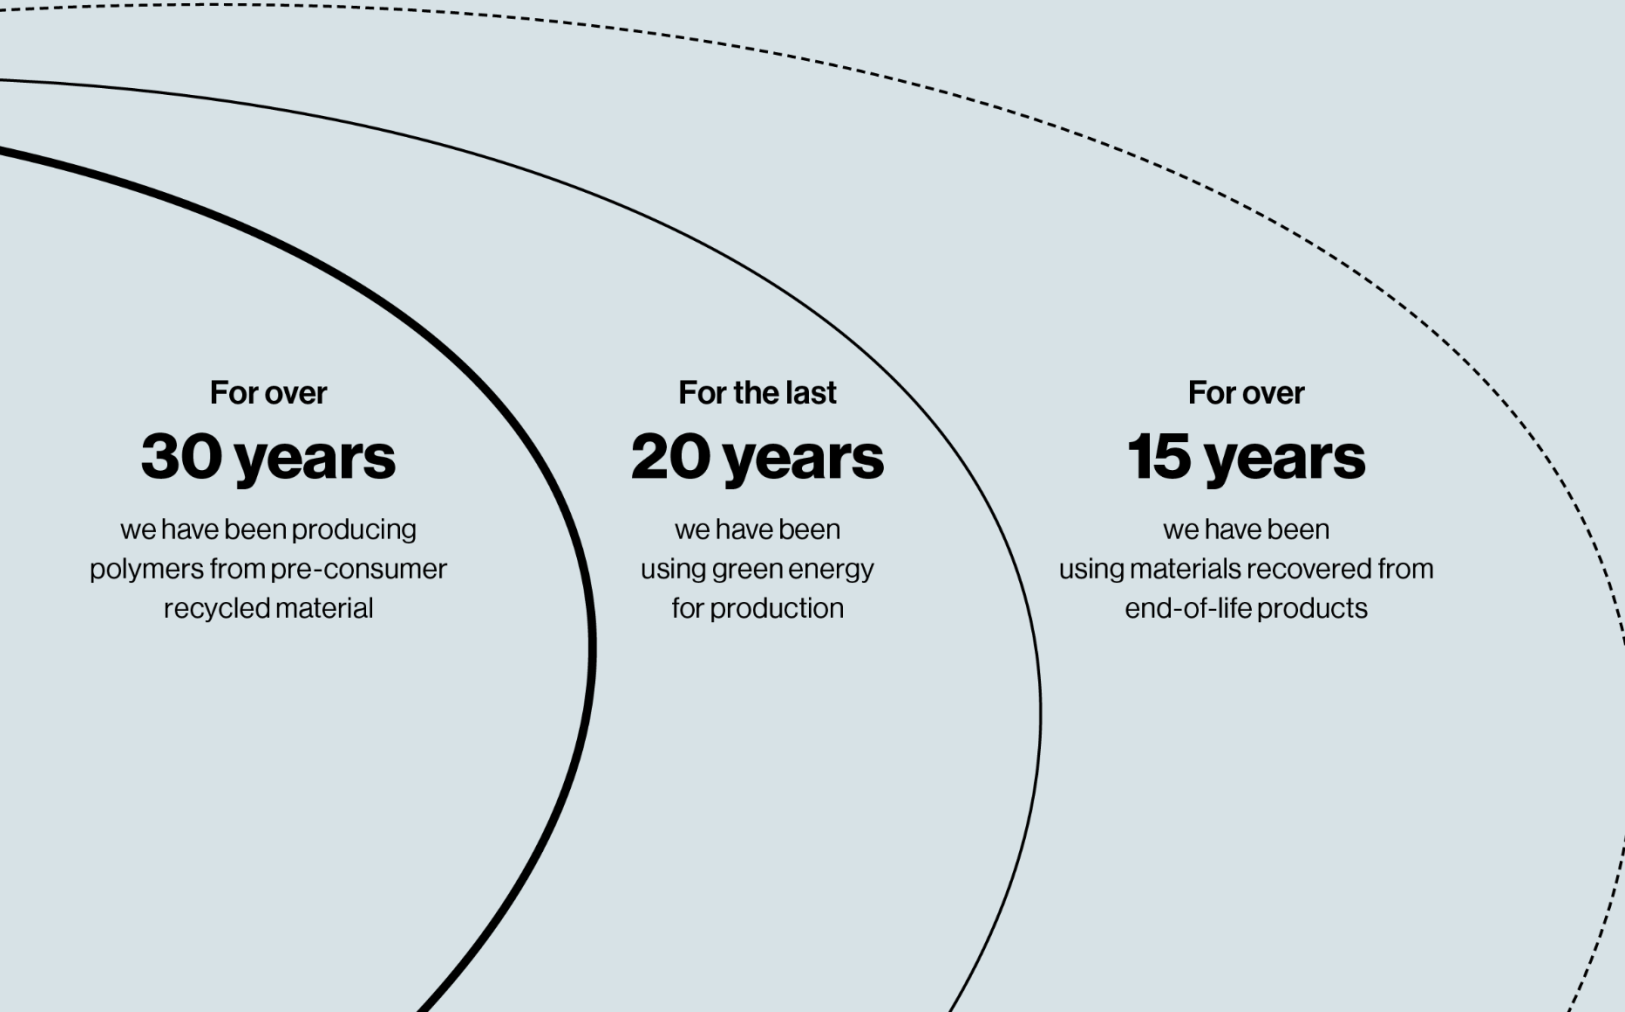 For over
30 years
we have been producing
polymers from pre-consumer
recycled material
For the last
20 years
we have been
using green energy
for production
For over
15 years
we have been
using materials recovered from
end-of-life products